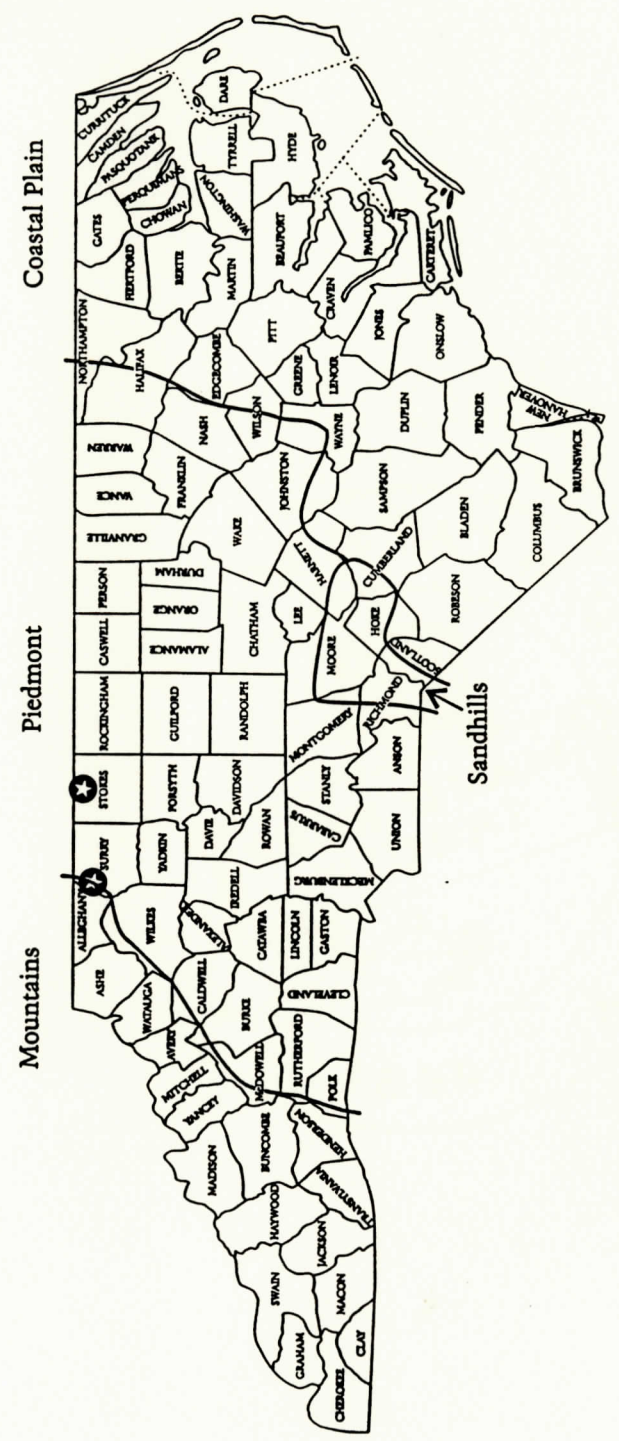 Mountains
Piedmont
Coastal Plain
Sandhills
ALLEGHANY
SURRY
STOKES
ROCKINGHAM
CASWELL
PERSON
GRANVILLE
VANCE
WARREN
NORTHAMPTON
GATES
CURRITUCK
CAMDEN
PASQUOTANK
PERQUIMANS
CHOWAN
HERTFORD
HALIFAX
BERTIE
ASHE
WATAUGA
WILKES
YADKIN
FORSYTH
GUILFORD
ALAMANCE
ORANGE
DURHAM
FRANKLIN
NASH
EDGECOMBE
MARTIN
WASHINGTON
TYRRELL
DARE
AVERY
MITCHELL
YANCEY
CALDWELL
ALEXANDER
IREDELL
DAVIE
DAVIDSON
RANDOLPH
CHATHAM
WAKE
JOHNSTON
WILSON
PITT
BEAUFORT
HYDE
MADISON
BUNCOMBE
MCDOWELL
BURKE
CATAWBA
ROWAN
LINCOLN
GREENE
LENOIR
WAYNE
CRAVEN
PAMLICO
HAYWOOD
SWAIN
GRAHAM
JACKSON
TRANSYLVANIA
HENDERSON
RUTHERFORD
POLK
CLEVELAND
GASTON
MECKLENBURG
CABARRUS
STANLY
MONTGOMERY
MOORE
LEE
HARNETT
SAMPSON
DUPLIN
JONES
ONSLOW
CARTERET
CHEROKEE
CLAY
MACON
UNION
ANSON
RICHMOND
SCOTLAND
HOKE
CUMBERLAND
ROBESON
BLADEN
COLUMBUS
PENDER
NEW
HANOVER
BRUNSWICK